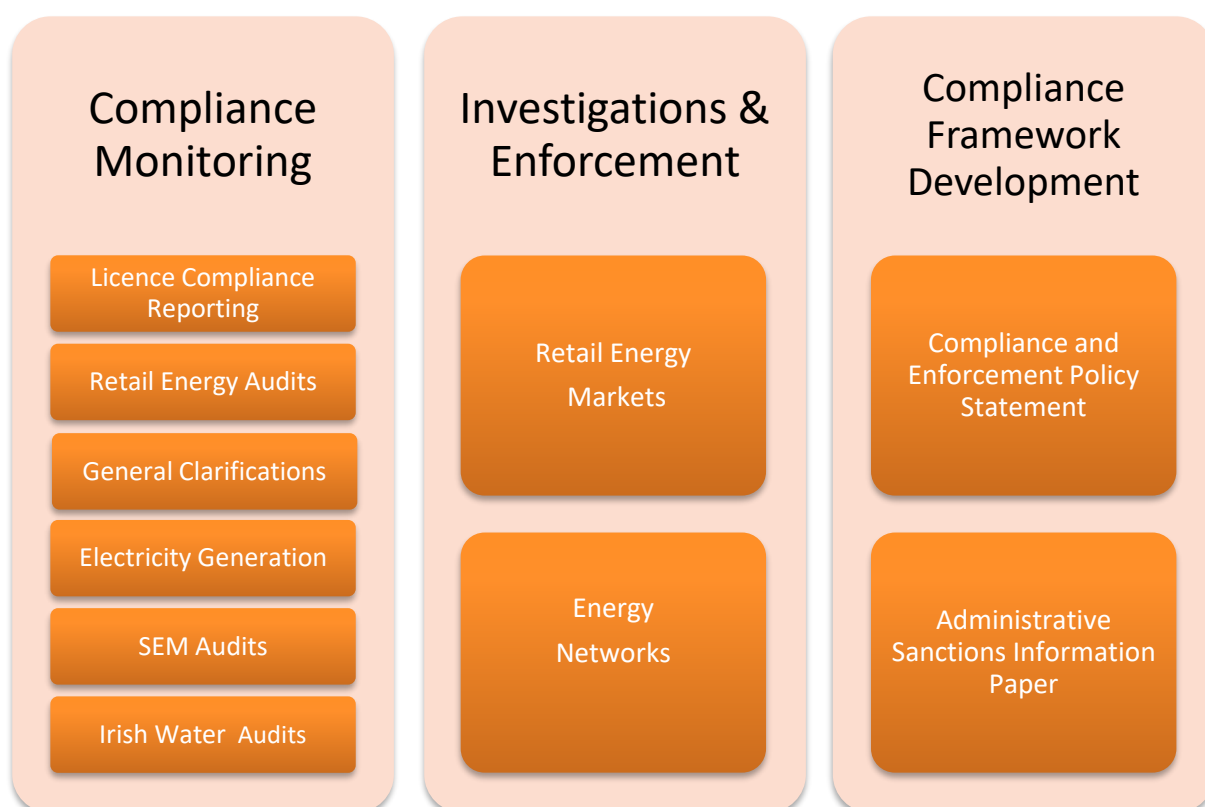 Compliance
Monitoring
Licence Compliance
Reporting
Retail Energy Audits
General Clarifications
Electricity Generation
SEM Audits
Irish Water  Audits
Investigations &
Enforcement
Retail Energy
Markets
Energy
Networks
Compliance
Framework
Development
Compliance and
Enforcement Policy
Statement
Administrative
Sanctions Information
Paper